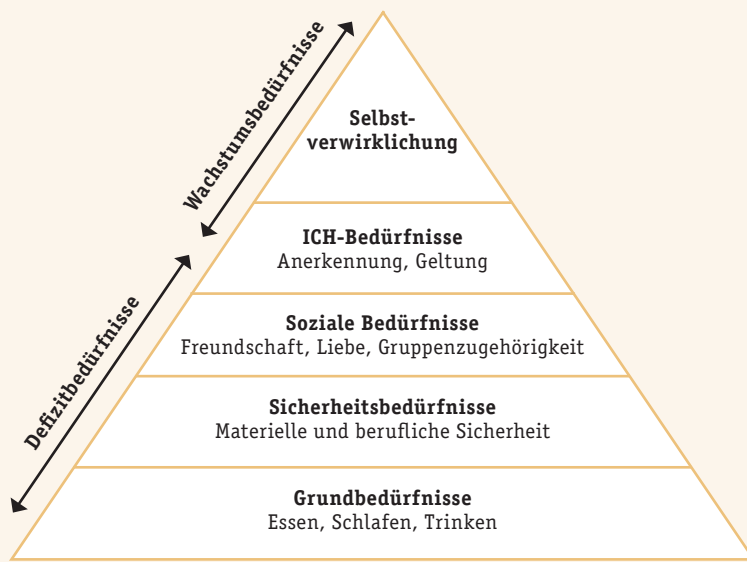 Wachstumsbedürfnisse
Defizitbedürfnisse
Selbst-
verwirklichung
ICH-Bedürfnisse
Anerkennung, Geltung
Soziale Bedürfnisse
Freundschaft, Liebe, Gruppenzugehörigkeit
Sicherheitsbedürfnisse
Materielle und berufliche Sicherheit
Grundbedürfnisse
Essen, Schlafen, Trinken